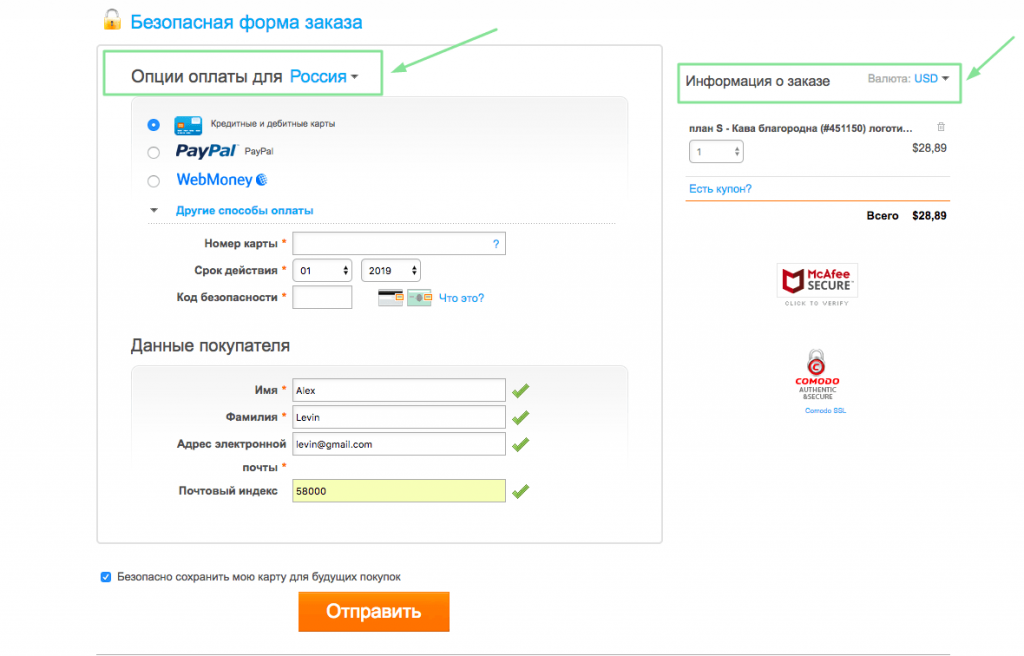 Безопасная форма заказа
Опции оплаты для Россия
Кредитные и дебитные карты
PayPal PayPal
WebMoney
Другие способы оплаты
Номер карты * ?
Срок действия * 01 2019
Код безопасности * Что это?
Данные покупателя
Имя * Alex
Фамилия * Levin
Адрес электронной levin@gmail.com
почты *
Почтовый индекс 58000
Безопасно сохранить мою карту для будущих покупок
Отправить
Информация о заказе Валюта: USD
план S - Кава благородна (#451150) логоти...
1 $28,89
Есть купон?
Всего $28,89
McAfee
SECURE
CLICK TO VERIFY
COMODO
AUTHENTIC
&SECURE
Comodo SSL